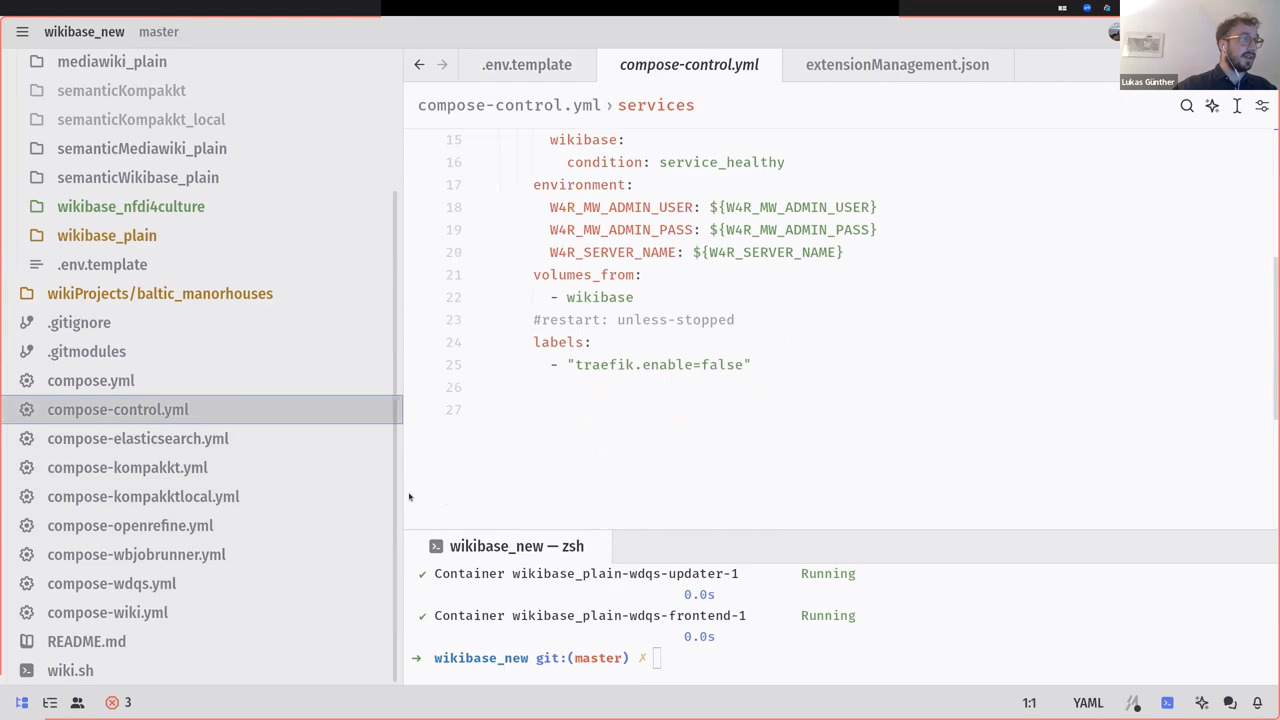 wikibase_new master
mediawiki_plain
semanticKompakkt
semanticKompakkt_local
semanticMediawiki_plain
semanticWikibase_plain
wikibase_nfdi4culture
wikibase_plain
.env.template
wikiProjects/baltic_manorhouses
.gitignore
.gitmodules
compose.yml
compose-control.yml
compose-elasticsearch.yml
compose-kompakkt.yml
compose-kompakktlocal.yml
compose-openrefine.yml
compose-wbjobrunner.yml
compose-wdqs.yml
compose-wiki.yml
README.md
wiki.sh
3
.env.template compose-control.yml extensionManagement.json
compose-control.yml › services
15 wikibase:
16 condition: service_healthy
17 environment:
18 W4R_MW_ADMIN_USER: ${W4R_MW_ADMIN_USER}
19 W4R_MW_ADMIN_PASS: ${W4R_MW_ADMIN_PASS}
20 W4R_SERVER_NAME: ${W4R_SERVER_NAME}
21 volumes_from:
22 - wikibase
23 #restart: unless-stopped
24 labels:
25 - "traefik.enable=false"
26
27
wikibase_new — zsh
✔ Container wikibase_plain-wdqs-updater-1 Running
0.0s
✔ Container wikibase_plain-wdqs-frontend-1 Running
0.0s
➜ wikibase_new git:(master) ✗
1:1 YAML
Lukas Günther